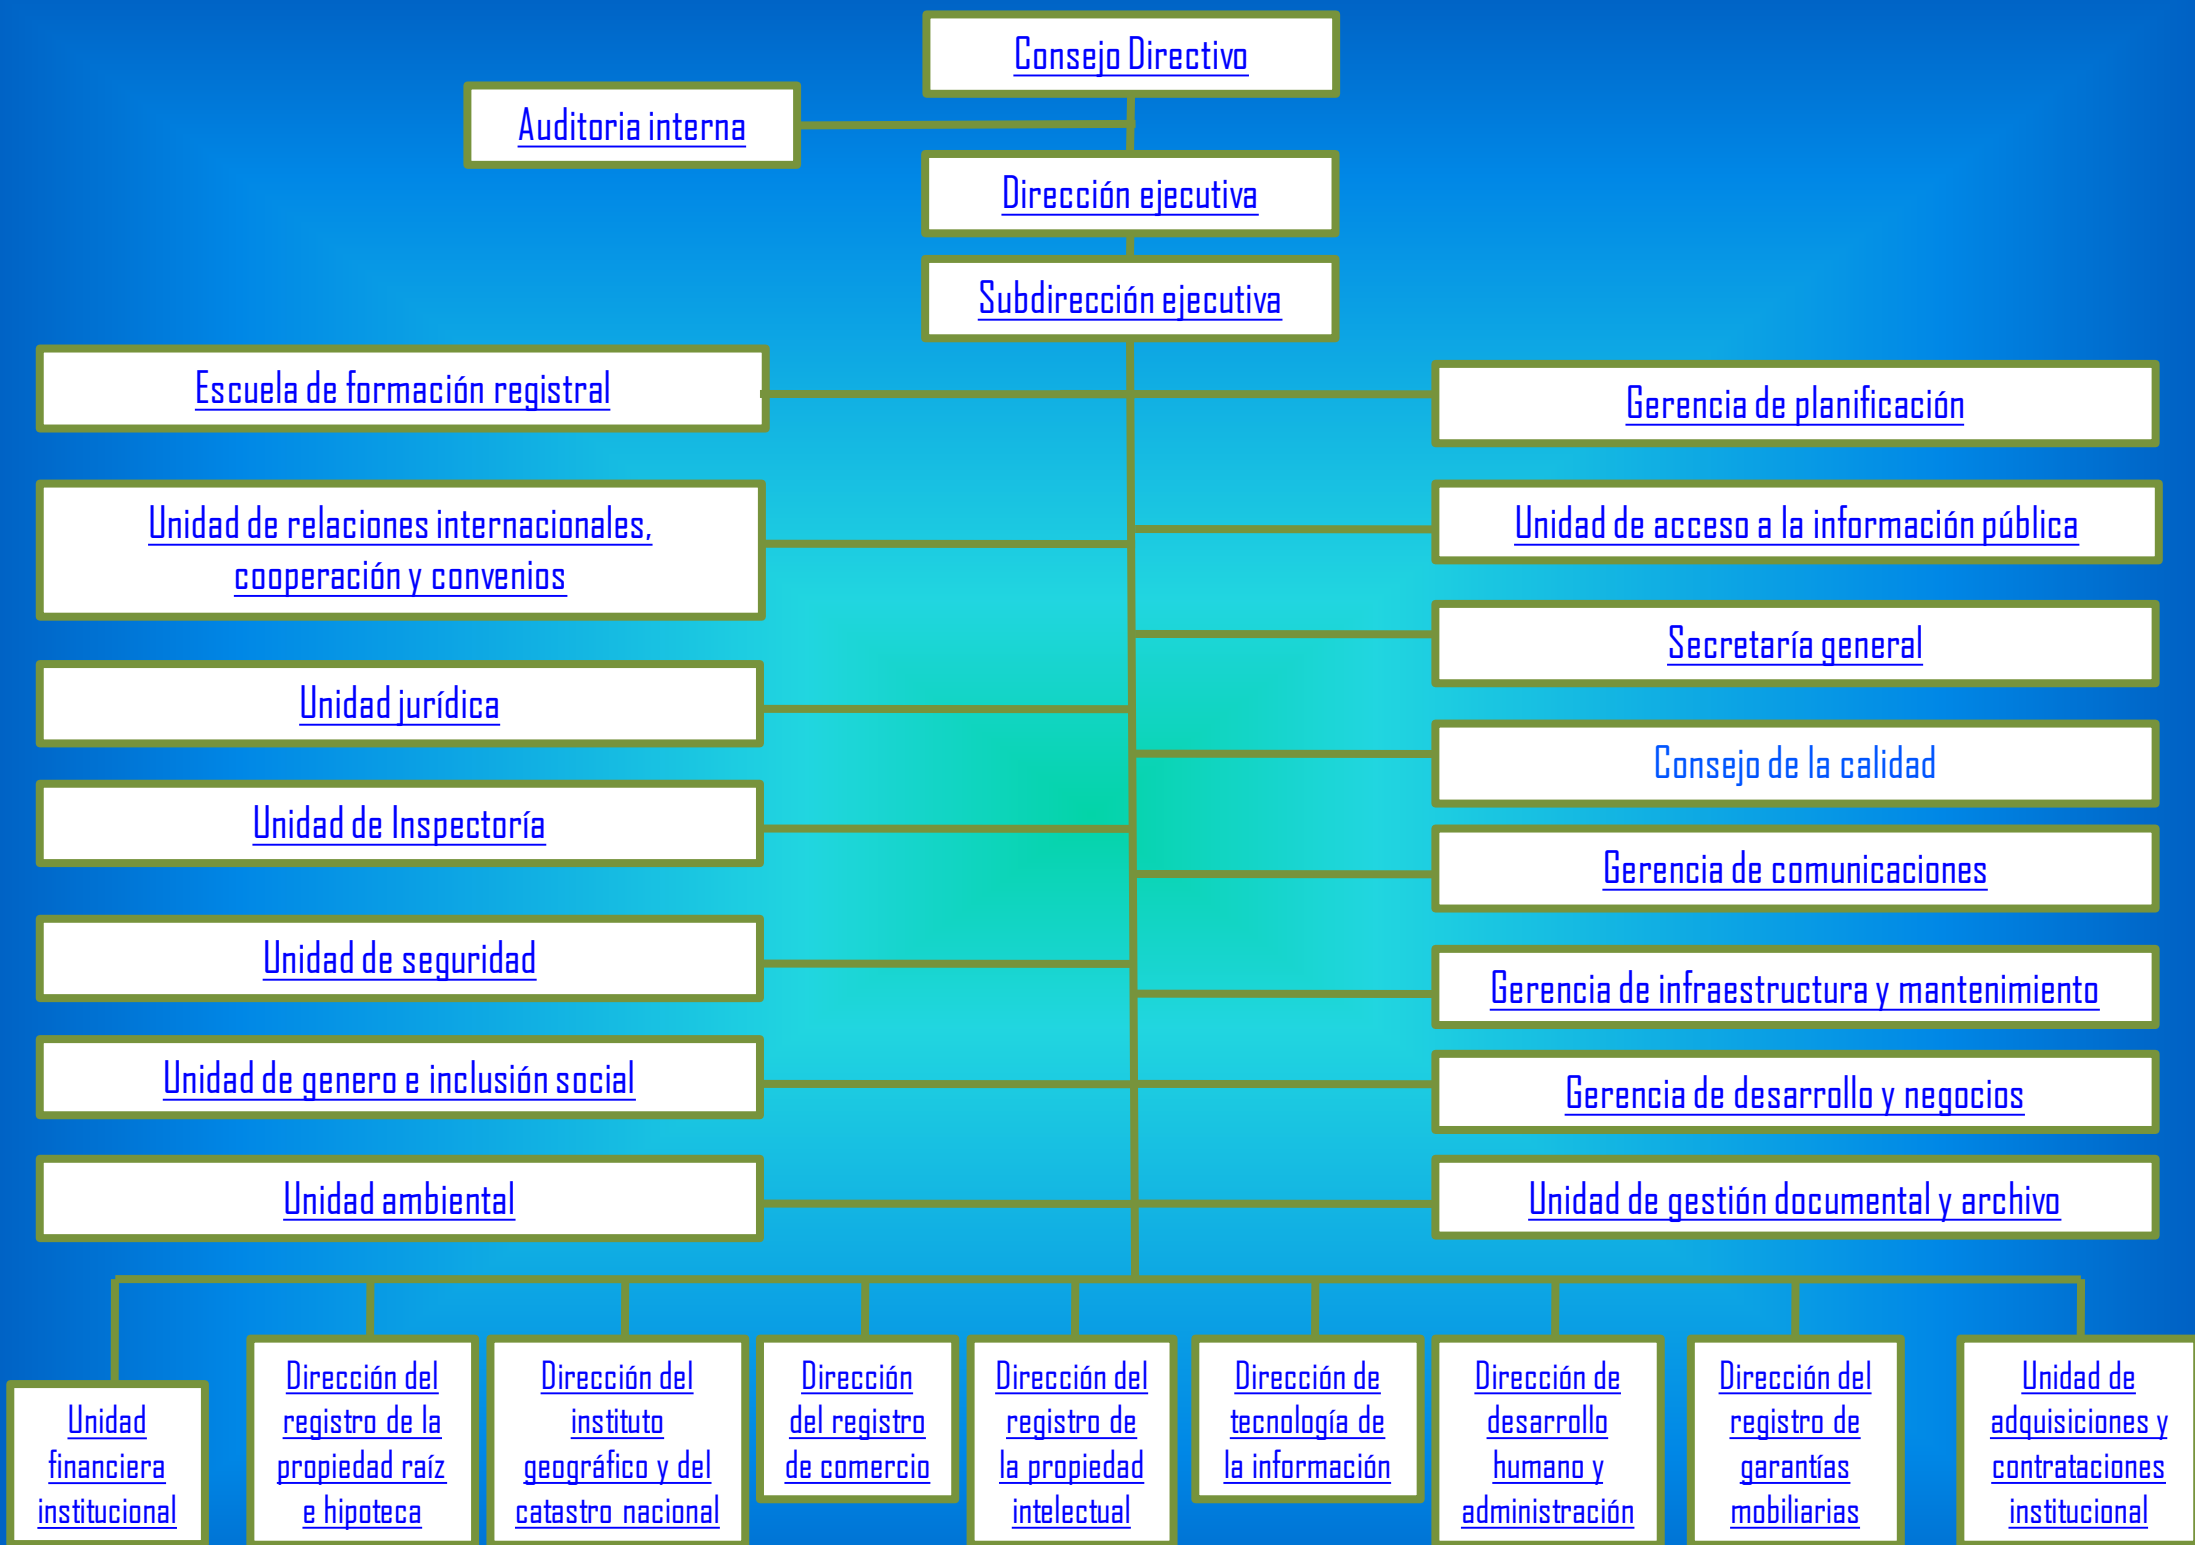 Consejo Directivo
Auditoria interna
Dirección ejecutiva
Subdirección ejecutiva
Escuela de formación registral
Gerencia de planificación
Unidad de relaciones internacionales,
cooperación y convenios
Unidad de acceso a la información pública
Secretaría general
Unidad jurídica
Consejo de la calidad
Unidad de Inspectoría
Gerencia de comunicaciones
Unidad de seguridad
Gerencia de infraestructura y mantenimiento
Unidad de genero e inclusión social
Gerencia de desarrollo y negocios
Unidad ambiental
Unidad de gestión documental y archivo
Unidad
financiera
institucional
Dirección del
registro de la
propiedad raíz
e hipoteca
Dirección del
instituto
geográfico y del
catastro nacional
Dirección
del registro
de comercio
Dirección del
registro de
la propiedad
intelectual
Dirección de
tecnología de
la información
Dirección de
desarrollo
humano y
administración
Dirección del
registro de
garantías
mobiliarias
Unidad de
adquisiciones y
contrataciones
institucional